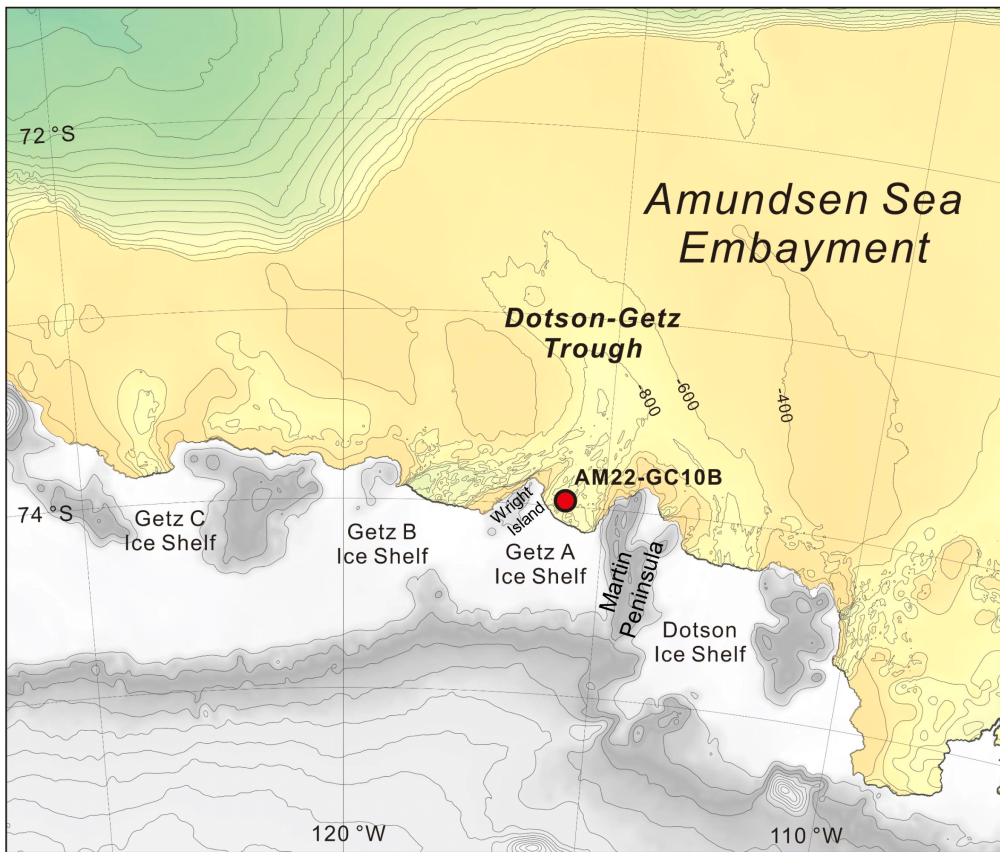 72 °S
Amundsen Sea
Embayment
Dotson-Getz
Trough
-800
-600
-400
AM22-GC10B
74 °S
Getz C
Ice Shelf
Getz B
Ice Shelf
Wright
Island
Getz A
Ice Shelf
Martin
Peninsula
Dotson
Ice Shelf
120 °W
110 °W